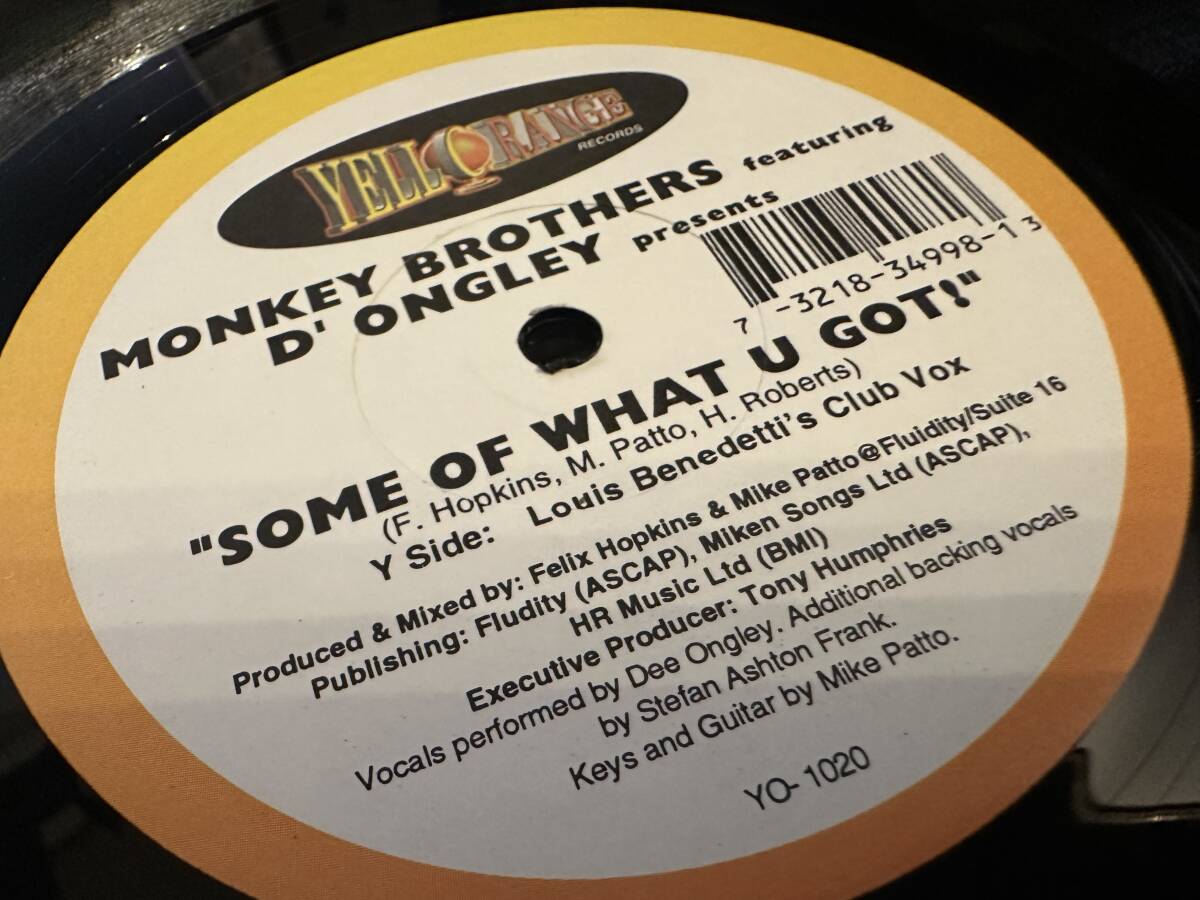 YELLORANGE
RECORDS
MONKEY BROTHERS featuring
D' ONGLEY presents
7 -3218-34998-1 3
"SOME OF WHAT U GOT!"
(F. Hopkins, M. Patto, H. Roberts)
Y Side: Louis Benedetti's Club Vox
Produced & Mixed by: Felix Hopkins & Mike Patto@Fluidity/Suite 16
Publishing: Fludity (ASCAP), Miken Songs Ltd (ASCAP),
HR Music Ltd (BMI)
Executive Producer: Tony Humphries
Vocals performed by Dee Ongley. Additional backing vocals
by Stefan Ashton Frank.
Keys and Guitar by Mike Patto.
YO-1020